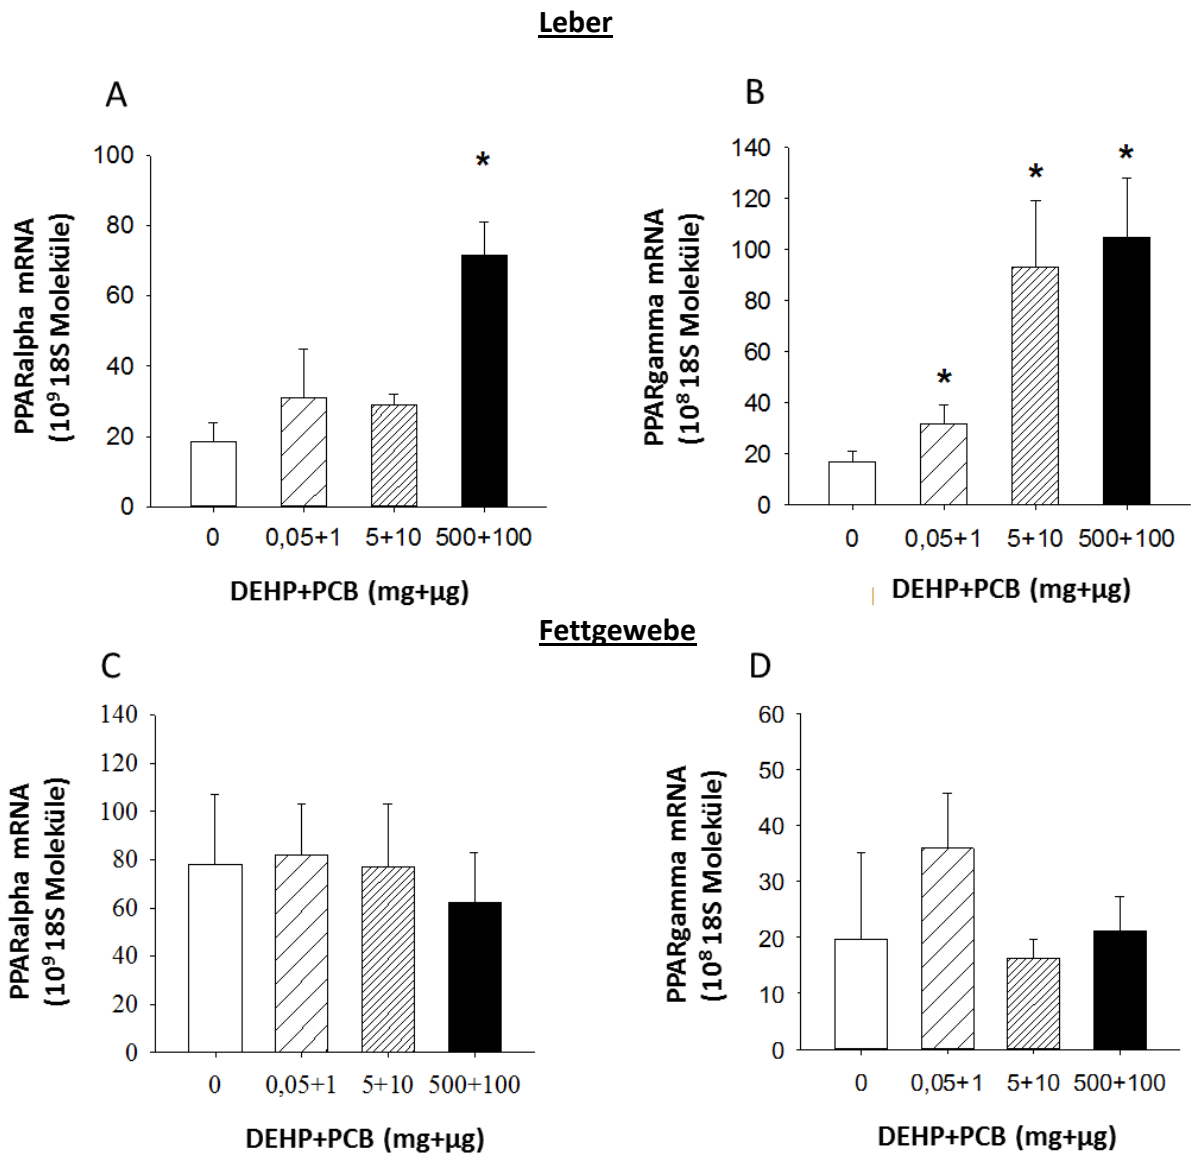 Leber
A
PPARalpha mRNA
(10⁹ 18S Moleküle)
100
80
60
40
20
0
*
0 0,05+1 5+10 500+100
DEHP+PCB (mg+µg)
B
PPARgamma mRNA
(10⁸ 18S Moleküle)
140
120
100
80
60
40
20
0
* * *
0 0,05+1 5+10 500+100
DEHP+PCB (mg+µg)
Fettgewebe
C
PPARalpha mRNA
(10⁹ 18S Moleküle)
140
120
100
80
60
40
20
0
0 0,05+1 5+10 500+100
DEHP+PCB (mg+µg)
D
PPARgamma mRNA
(10⁸ 18S Moleküle)
60
50
40
30
20
10
0
0 0,05+1 5+10 500+100
DEHP+PCB (mg+µg)